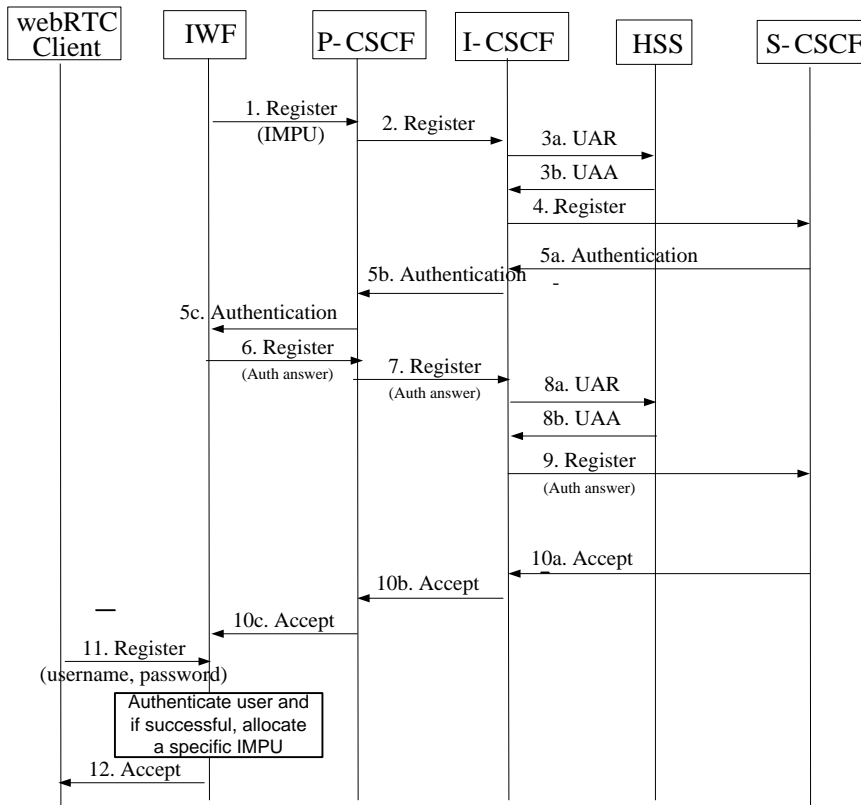 webRTC
Client
IWF
P- CSCF
I- CSCF
HSS
S- CSCF
1. Register
(IMPU)
2. Register
3a. UAR
3b. UAA
4. Register
5a. Authentication
5b. Authentication
5c. Authentication
6. Register
(Auth answer)
7. Register
(Auth answer)
8a. UAR
8b. UAA
9. Register
(Auth answer)
10a. Accept
10b. Accept
10c. Accept
11. Register
(username, password)
Authenticate user and
if successful, allocate
a specific IMPU
12. Accept